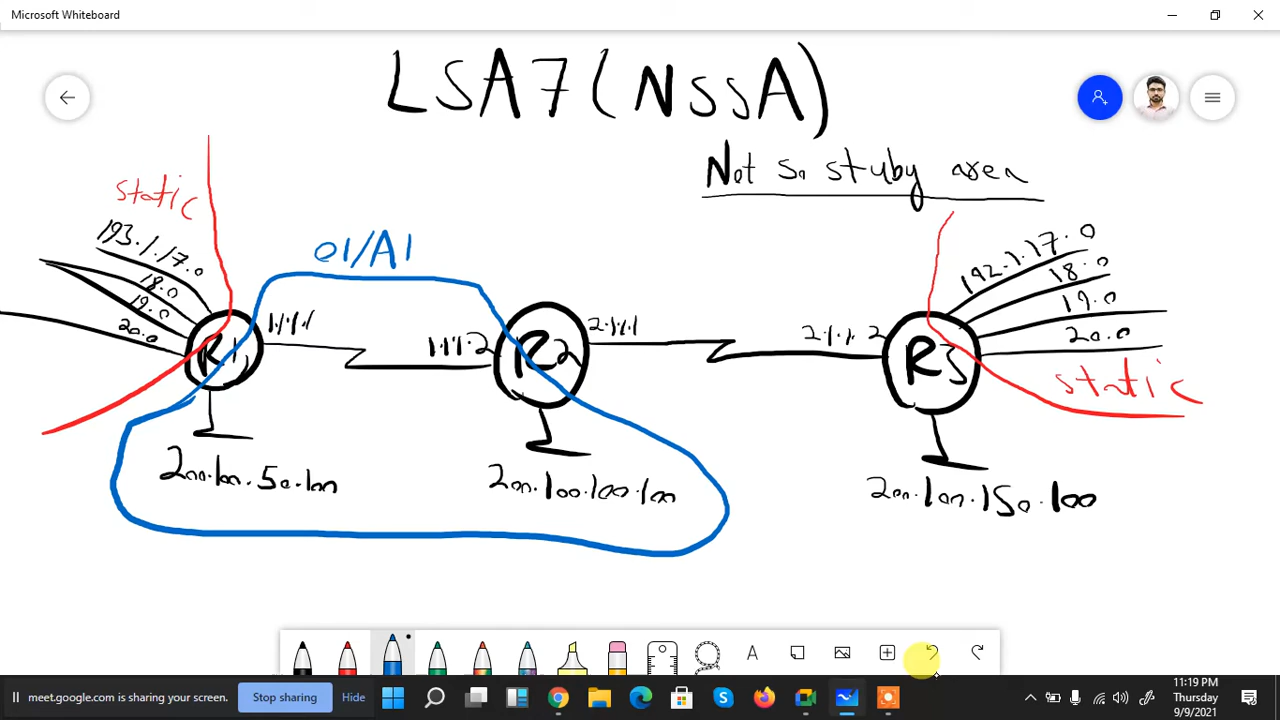 Microsoft Whiteboard
LSA7(NSSA)
Not so stuby area
static
193.1.17.0
18.0
19.0
20.0
01/A1
R1
1.1.1.1
1.1.1.2
R2
2.1.1.1
2.1.1.2
R3
192.1.17.0
18.0
19.0
20.0
static
200.100.50.100
200.100.100.100
200.100.150.100
meet.google.com is sharing your screen.
Stop sharing
Hide
11:19 PM
Thursday
9/9/2021